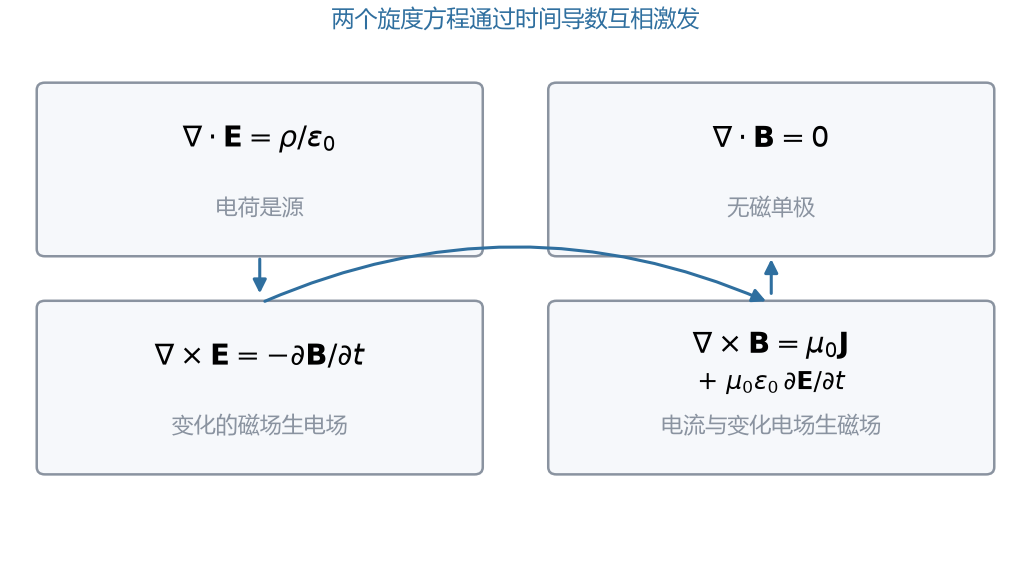 两个旋度方程通过时间导数互相激发
∇ · E = ρ/ε₀
电荷是源
∇ · B = 0
无磁单极
∇ × E = −∂B/∂t
变化的磁场生电场
∇ × B = μ₀J
+ μ₀ε₀ ∂E/∂t
电流与变化电场生磁场